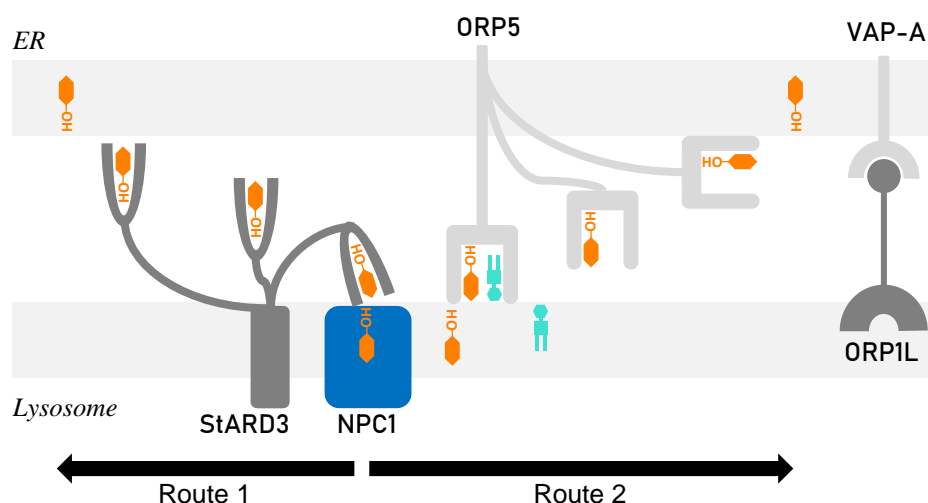 ORP5
VAP-A
ER
HO
HO
HO
HO
HO
HO
HO
HO
HO
HO
HO
ORP1L
Lysosome
StARD3
NPC1
Route 1
Route 2